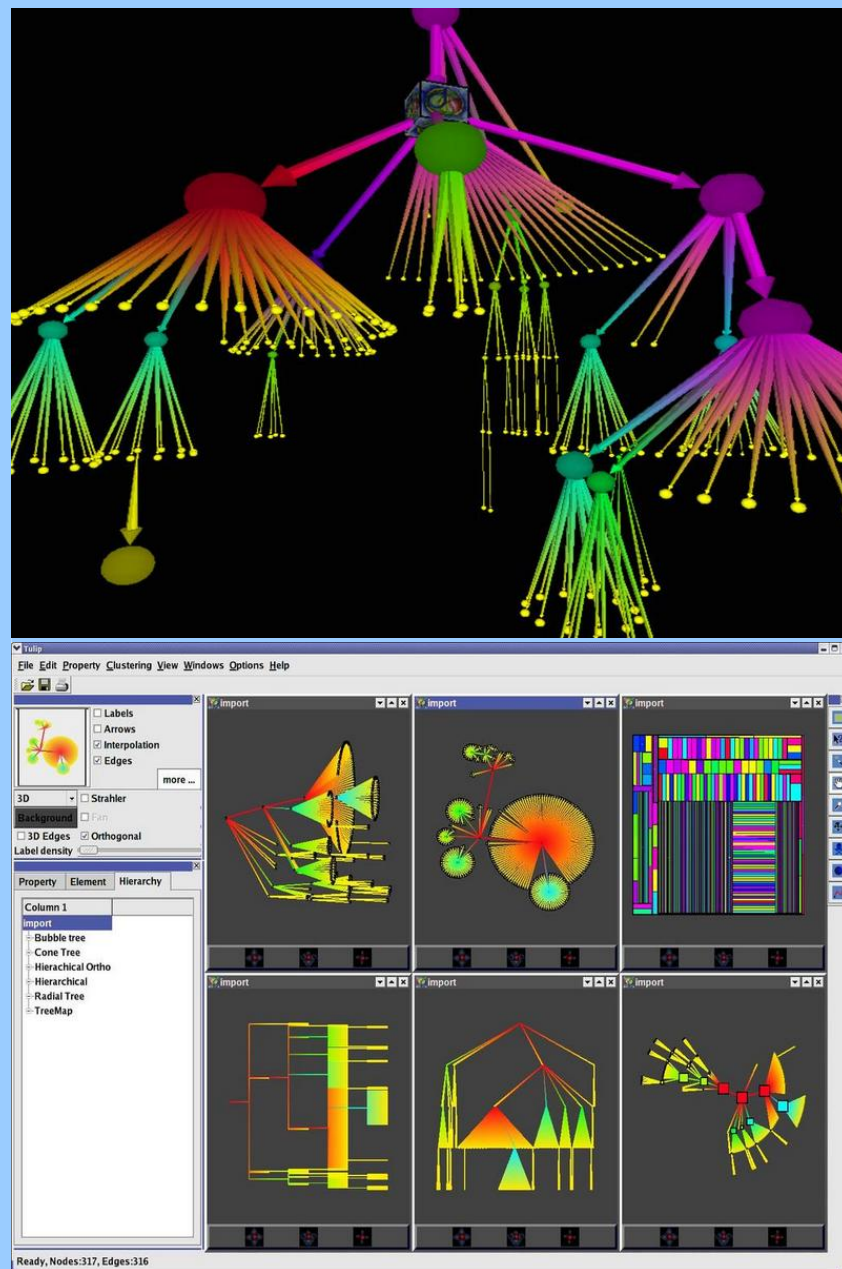 Tulip
File Edit Property Clustering View Windows Options Help
Labels
Arrows
Interpolation
Edges
more ...
3D
Strahler
Background
Fan
3D Edges
Orthogonal
Label density
Property Element Hierarchy
Column 1
import
Bubble tree
Cone Tree
Hierachical Ortho
Hierarchical
Radial Tree
TreeMap
import
import
import
import
import
import
Ready, Nodes:317, Edges:316